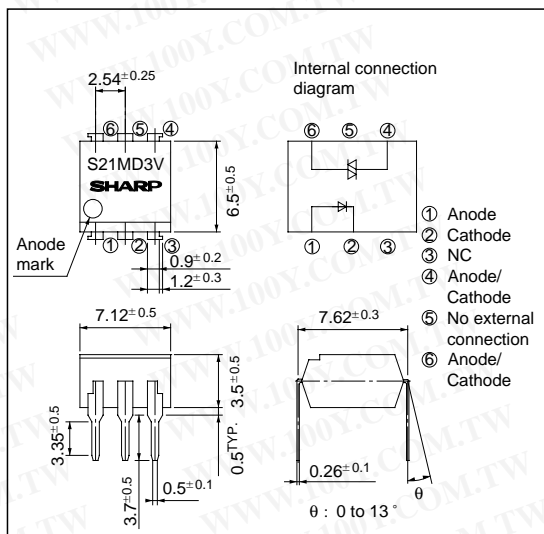 2.54±0.25
Internal connection
diagram
⑥ ⑤ ④
S21MD3V
SHARP
6.5±0.5
Anode
mark
① ② ③
0.9±0.2
1.2±0.3
⑥ ⑤ ④
① ② ③
① Anode
② Cathode
③ NC
④ Anode/
Cathode
⑤ No external
connection
⑥ Anode/
Cathode
7.12±0.5
3.5±0.5
0.5TYP.
3.35±0.5
3.7±0.5
0.5±0.1
7.62±0.3
0.26±0.1
θ
θ : 0 to 13 °
WWW.100Y.COM.TW